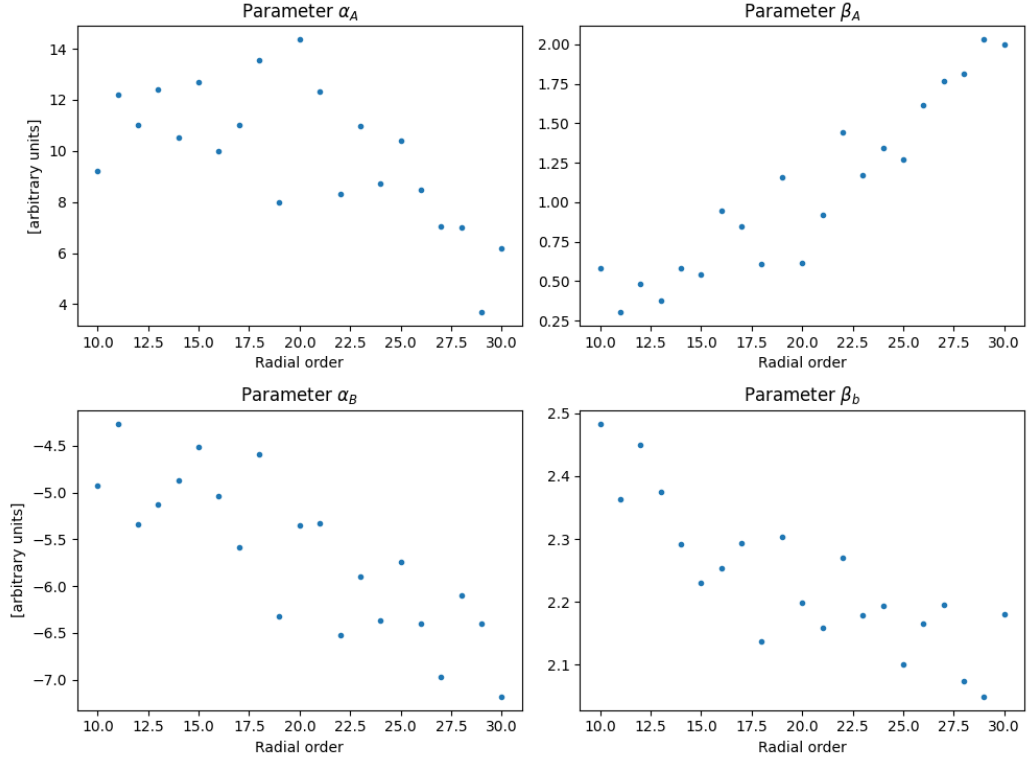 Parameter α_A
[arbitrary units]
14
12
10
8
6
4
10.0 12.5 15.0 17.5 20.0 22.5 25.0 27.5 30.0
Radial order
Parameter β_A
2.00
1.75
1.50
1.25
1.00
0.75
0.50
0.25
10.0 12.5 15.0 17.5 20.0 22.5 25.0 27.5 30.0
Radial order
Parameter α_B
[arbitrary units]
−4.5
−5.0
−5.5
−6.0
−6.5
−7.0
10.0 12.5 15.0 17.5 20.0 22.5 25.0 27.5 30.0
Radial order
Parameter β_b
2.5
2.4
2.3
2.2
2.1
10.0 12.5 15.0 17.5 20.0 22.5 25.0 27.5 30.0
Radial order